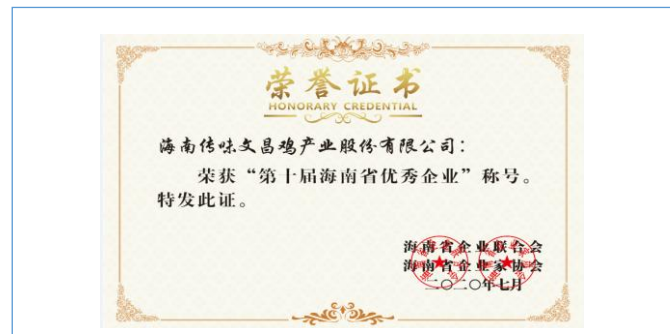 荣誉证书
HONORARY CREDENTIAL
海南传味文昌鸡产业股份有限公司：
荣获“第十届海南省优秀企业”称号。
特发此证。
海南省企业联合会
海南省企业家协会
二〇二〇年七月